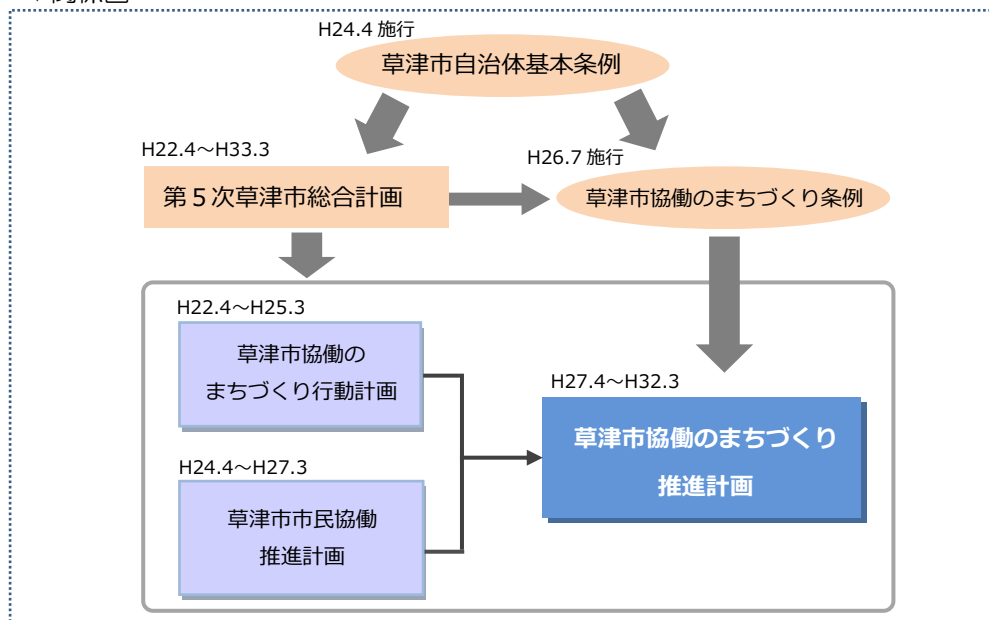 H24.4 施行
草津市自治体基本条例
H22.4～H33.3
第5次草津市総合計画
H26.7 施行
草津市協働のまちづくり条例
H22.4～H25.3
草津市協働の
まちづくり行動計画
H24.4～H27.3
草津市市民協働
推進計画
H27.4～H32.3
草津市協働のまちづくり
推進計画